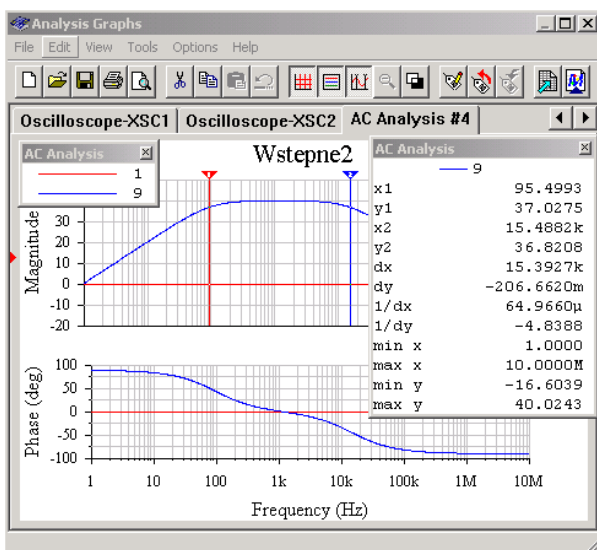 Analysis Graphs
File Edit View Tools Options Help
Oscilloscope-XSC1 Oscilloscope-XSC2 AC Analysis #4
AC Analysis
1
9
Wstepne2
AC Analysis
9
x1 95.4993
y1 37.0275
x2 15.4882k
y2 36.8208
dx 15.3927k
dy -206.6620m
1/dx 64.9660µ
1/dy -4.8388
min x 1.0000
max x 10.0000M
min y -16.6039
max y 40.0243
Magnitude
30
20
10
0
-10
-20
Phase (deg)
100
50
0
-50
-100
1 10 100 1k 10k 100k 1M 10M
Frequency (Hz)